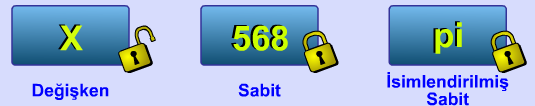 X
568
pi
Değişken
Sabit
İsimlendirilmiş
Sabit